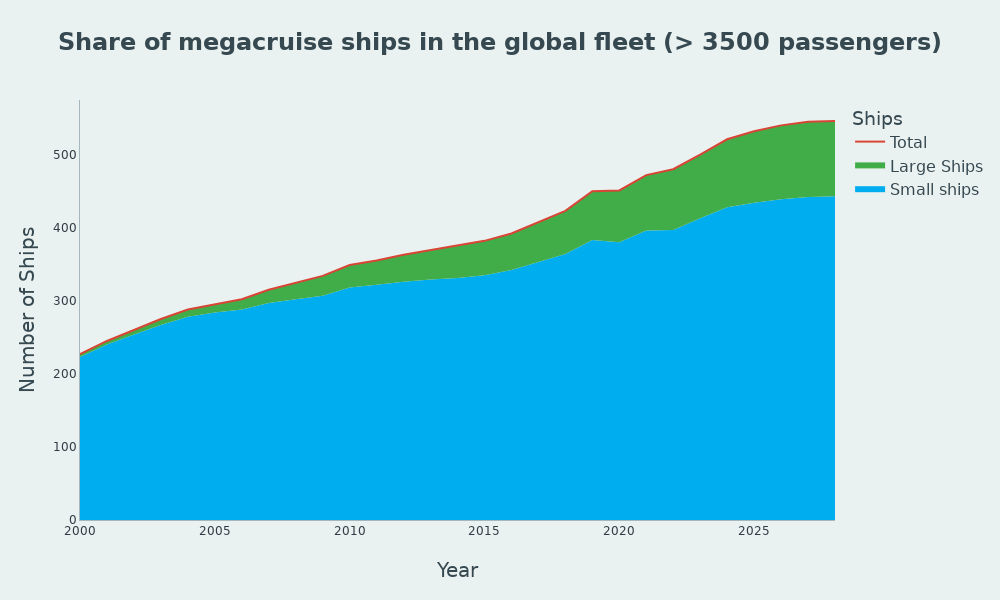 Share of megacruise ships in the global fleet (> 3500 passengers)
Ships
Total
Large Ships
Small ships
Number of Ships
500
400
300
200
100
0
2000 2005 2010 2015 2020 2025
Year